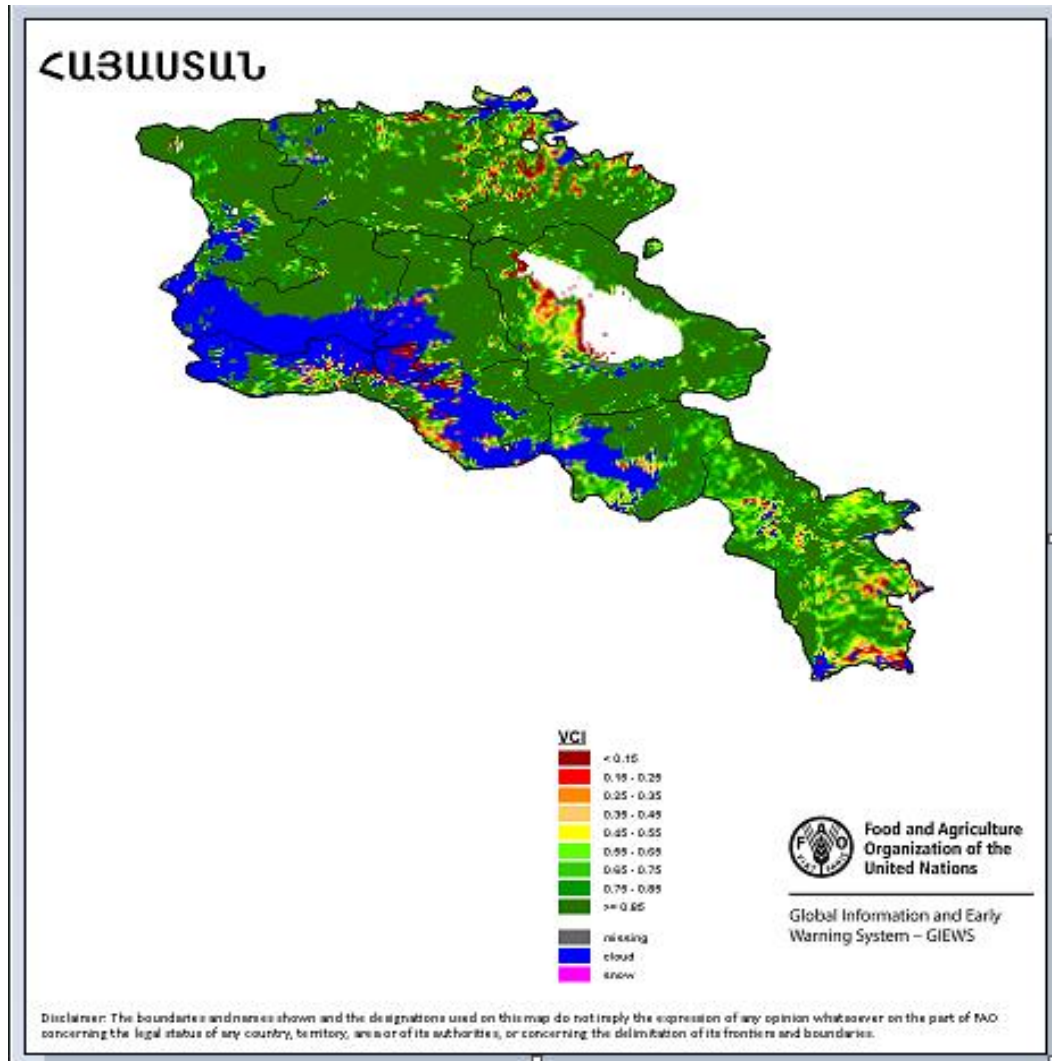 ՀԱՅԱՍՏԱՆ
VCI
< 0.15
0.15 - 0.25
0.25 - 0.35
0.35 - 0.45
0.45 - 0.55
0.55 - 0.65
0.65 - 0.75
0.75 - 0.85
>= 0.85
missing
cloud
snow
F A O
FIAT PANIS
Food and Agriculture
Organization of the
United Nations
Global Information and Early
Warning System – GIEWS
Disclaimer: The boundaries and names shown and the designations used on this map do not imply the expression of any opinion whatsoever on the part of FAO
concerning the legal status of any country, territory, area or of its authorities, or concerning the delimitation of its frontiers and boundaries.